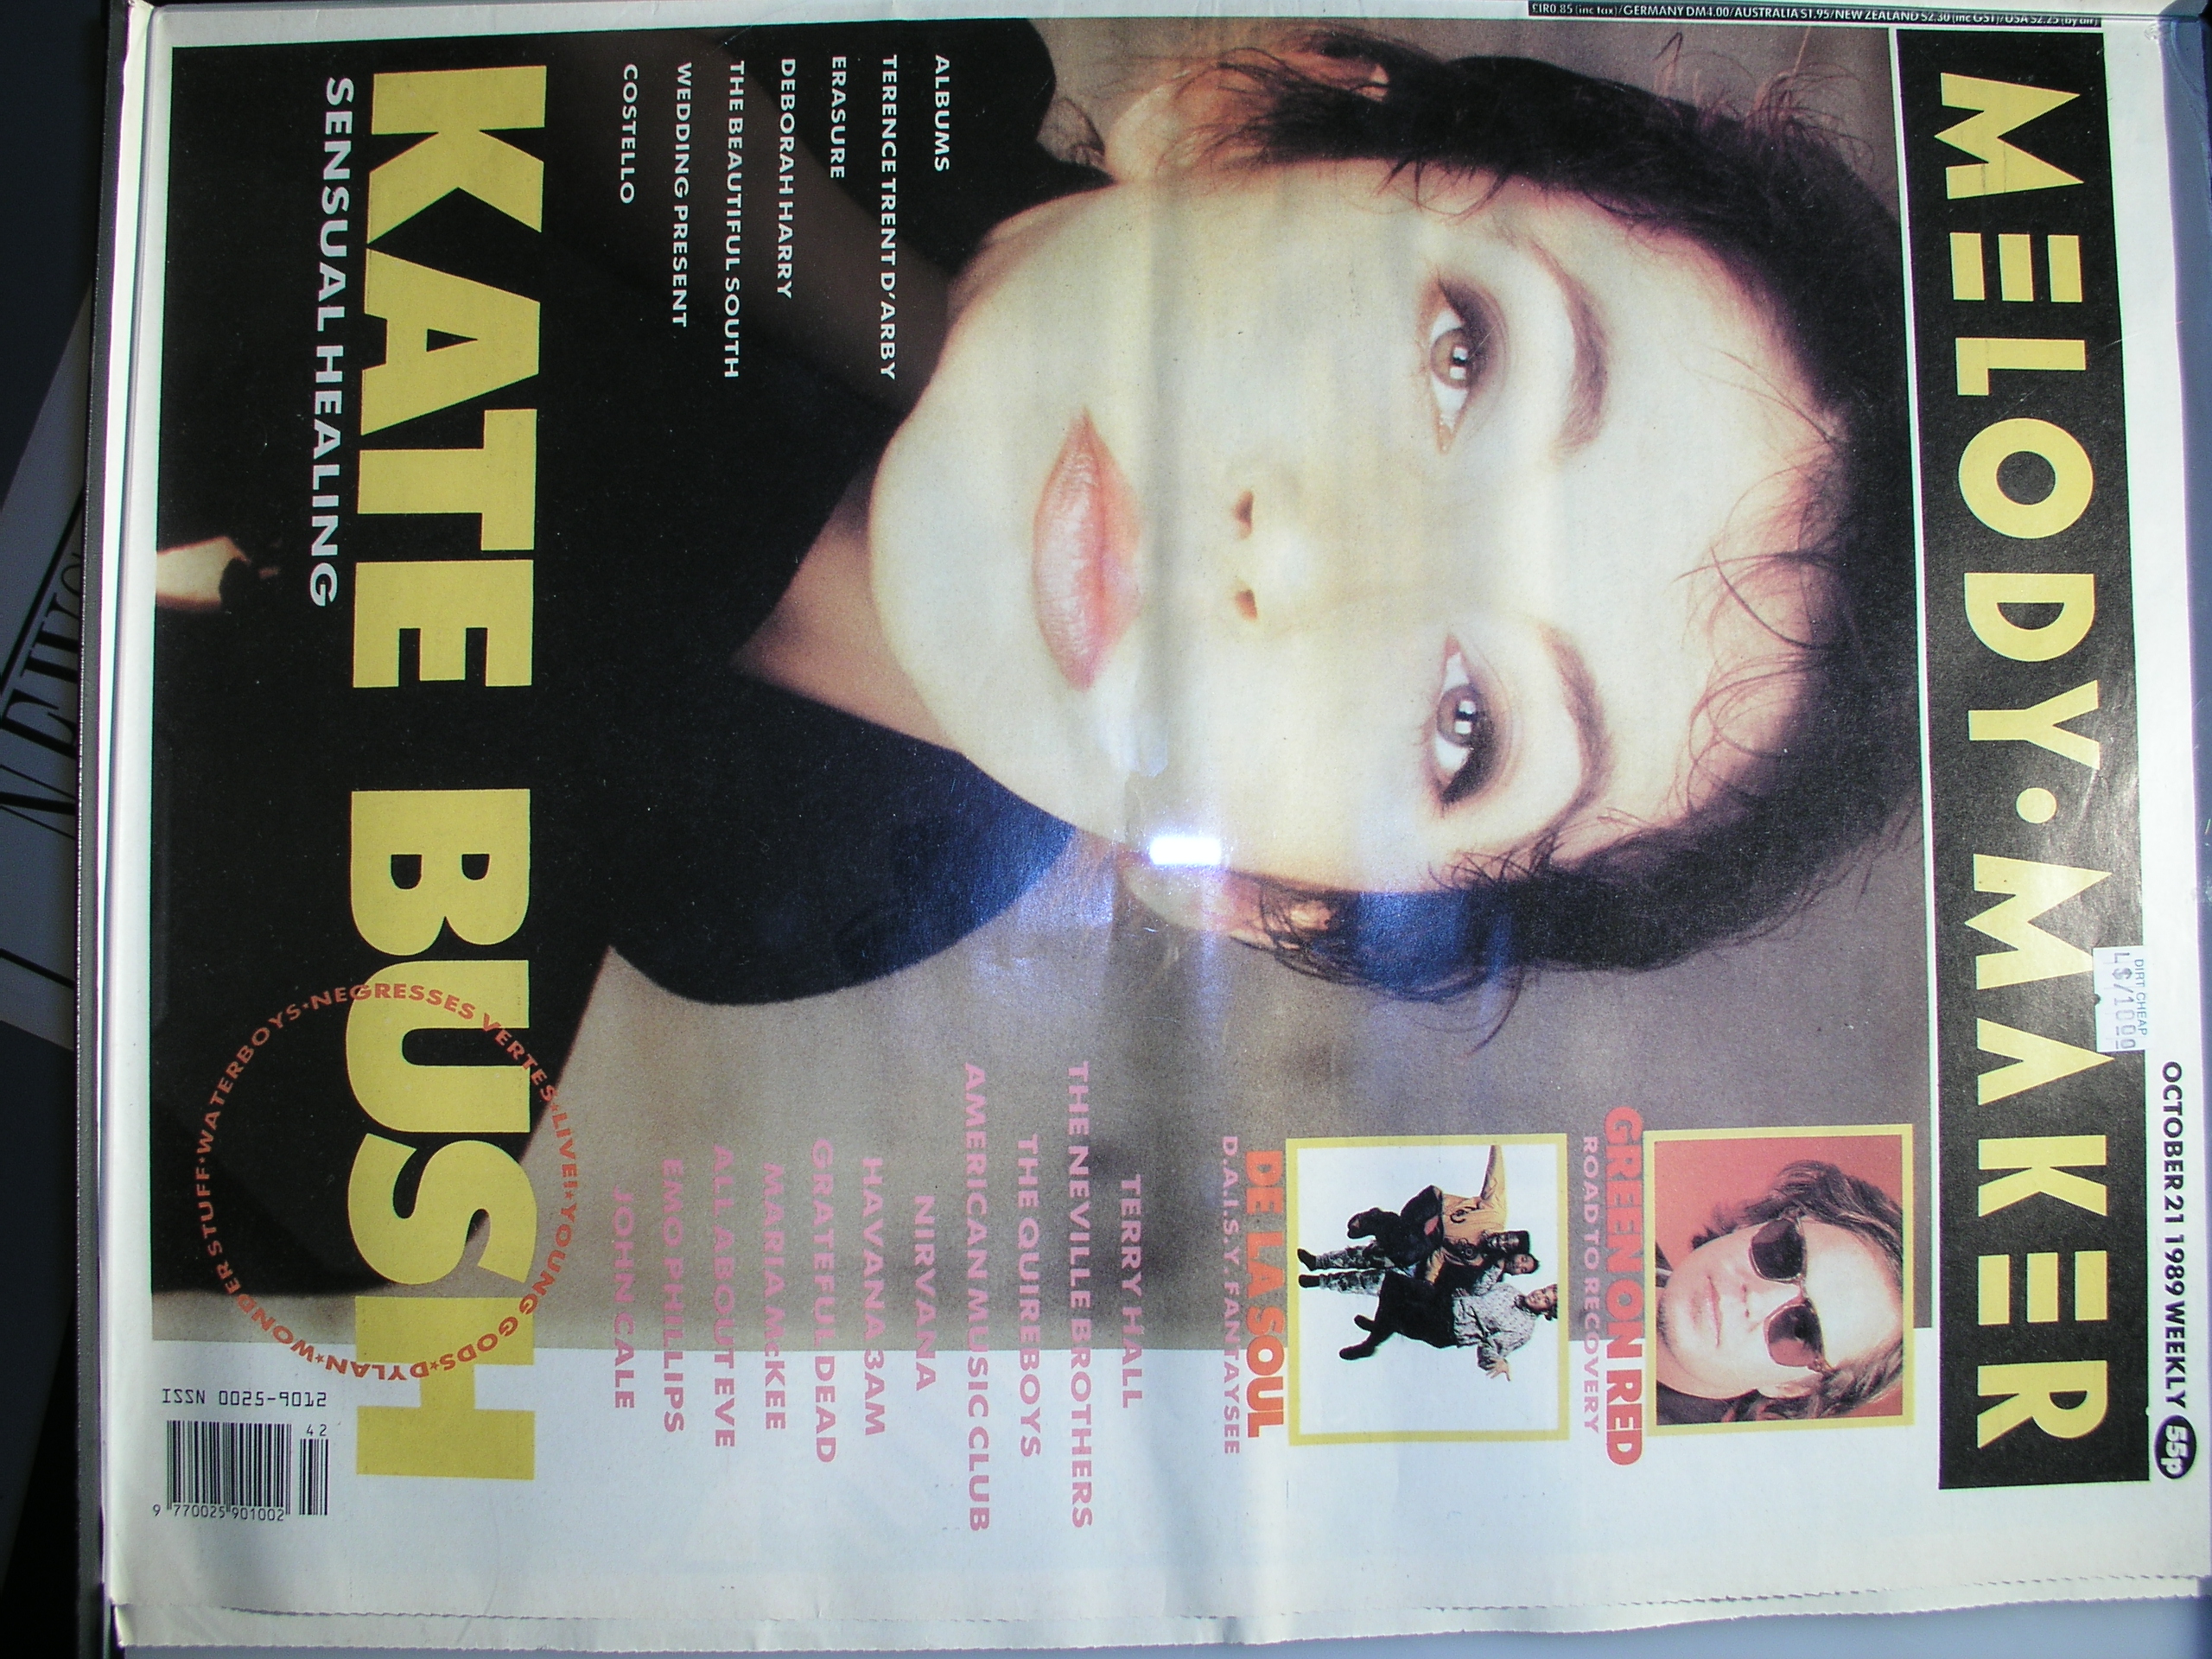 £IR0.85 (inc tax)/GERMANY DM4.00/AUSTRALIA $1.95/NEW ZEALAND $2.30 (inc GST)/USA $2.25 (by air)
OCTOBER 21 1989 WEEKLY 55p
DIRT CHEAP
MELODY·MAKER
GREEN ON RED
ROAD TO RECOVERY
DE LA SOUL
D.A.I.S.Y. FANTAYSEE
TERRY HALL
THE NEVILLE BROTHERS
THE QUIREBOYS
AMERICAN MUSIC CLUB
NIRVANA
HAVANA 3AM
GRATEFUL DEAD
MARIA McKEE
ALL ABOUT EVE
EMO PHILLIPS
JOHN CALE
ALBUMS
TERENCE TRENT D'ARBY
ERASURE
DEBORAH HARRY
THE BEAUTIFUL SOUTH
WEDDING PRESENT
COSTELLO
KATE BUSH
SENSUAL HEALING
LIVE!★YOUNG GODS★DYLAN★WONDER STUFF★WATERBOYS★NEGRESSES VERTES★
ISSN 0025-9012
42
9 770025 901002